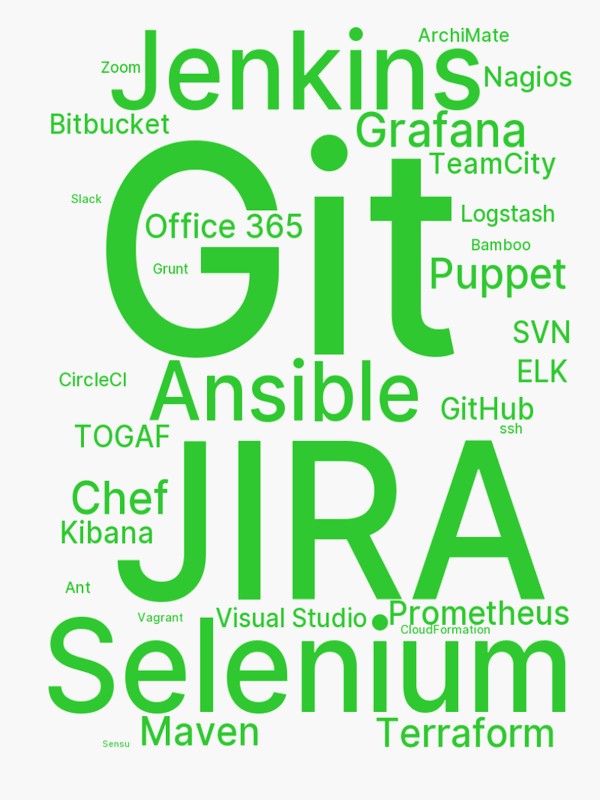 ArchiMate
Jenkins
Zoom
Nagios
Bitbucket
Grafana
TeamCity
Git
Slack
Office 365
Logstash
Bamboo
Grunt
Puppet
SVN
ELK
CircleCI
Ansible
GitHub
ssh
TOGAF
JIRA
Chef
Kibana
Ant
Vagrant
Visual Studio
Prometheus
CloudFormation
Selenium
Maven
Terraform
Sensu